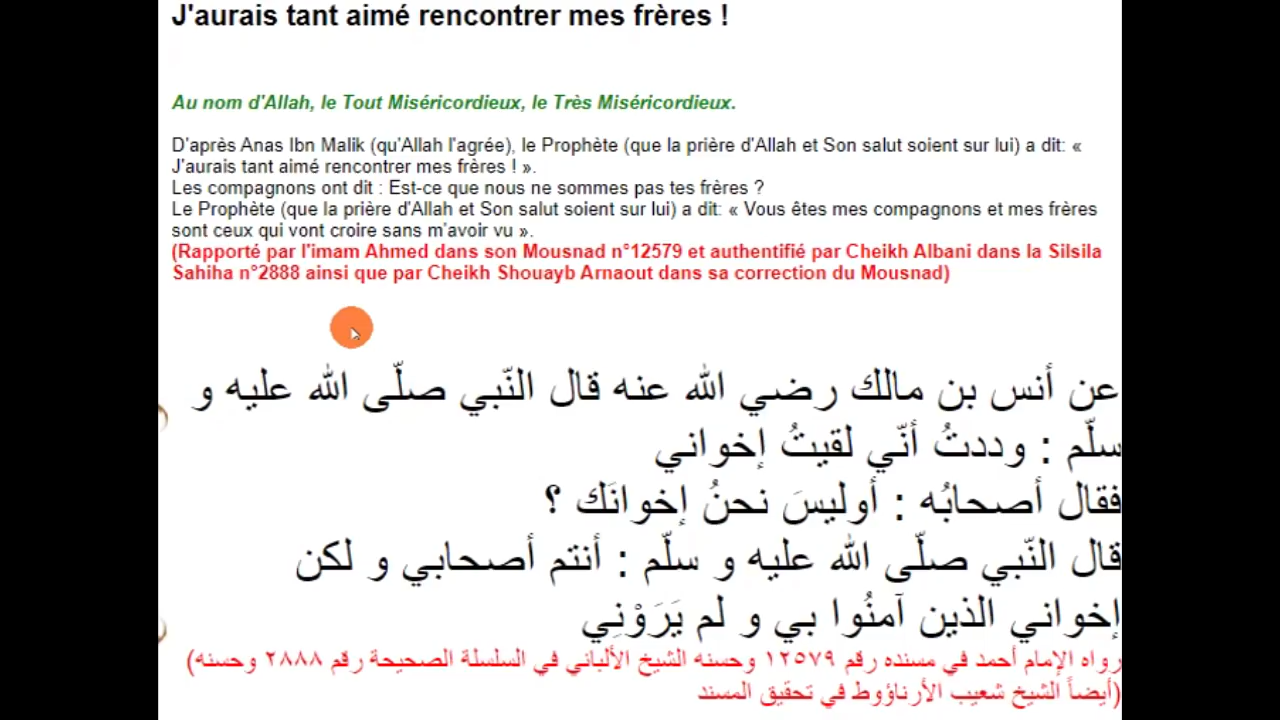 J'aurais tant aimé rencontrer mes frères !
Au nom d'Allah, le Tout Miséricordieux, le Très Miséricordieux.
D'après Anas Ibn Malik (qu'Allah l'agrée), le Prophète (que la prière d'Allah et Son salut soient sur lui) a dit: «
J'aurais tant aimé rencontrer mes frères ! ».
Les compagnons ont dit : Est-ce que nous ne sommes pas tes frères ?
Le Prophète (que la prière d'Allah et Son salut soient sur lui) a dit: « Vous êtes mes compagnons et mes frères
sont ceux qui vont croire sans m'avoir vu ».
(Rapporté par l'imam Ahmed dans son Mousnad n°12579 et authentifié par Cheikh Albani dans la Silsila
Sahiha n°2888 ainsi que par Cheikh Shouayb Arnaout dans sa correction du Mousnad)
عن أنس بن مالك رضي الله عنه قال النّبي صلّى الله عليه و
سلّم : وددتُ أنّي لقيتُ إخواني
فقال أصحابُه : أوليسَ نحنُ إخوانَك ؟
قال النّبي صلّى الله عليه و سلّم : أنتم أصحابي و لكن
إخواني الذين آمنُوا بي و لم يَرَوْنِي
رواه الإمام أحمد في مسنده رقم ١٢٥٧٩ وحسنه الشيخ الألباني في السلسلة الصحيحة رقم ٢٨٨٨ وحسنه)
(أيضاً الشيخ شعيب الأرناؤوط في تحقيق المسند